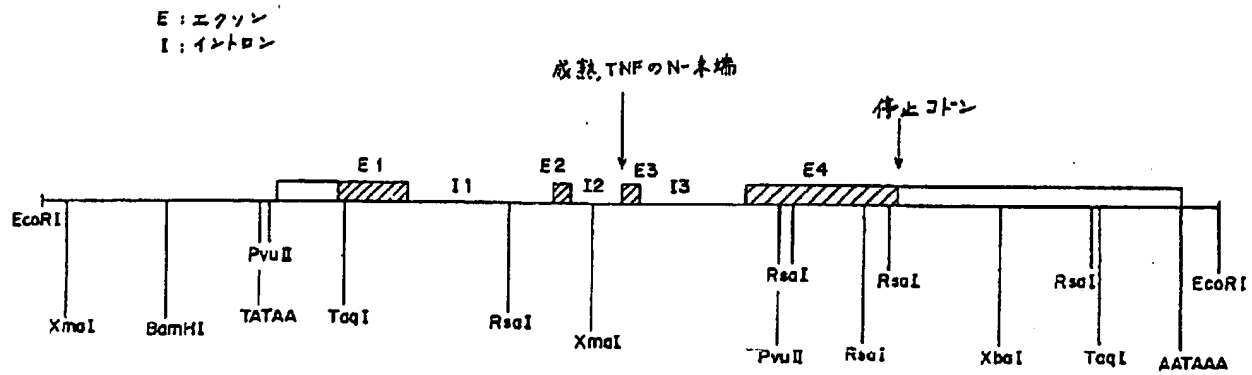 E：エクソン
I；イントロン
成熟,TNFのN-末端
停止コドン
E1
E2
E3
E4
I1
I2
I3
EcoRI
PvuII
RsaI
RsaI
RsaI
EcoRI
XmaI
BamHI
TATAA
TaqI
RsaI
XmaI
PvuII
RsaI
XbaI
TaqI
AATAAA